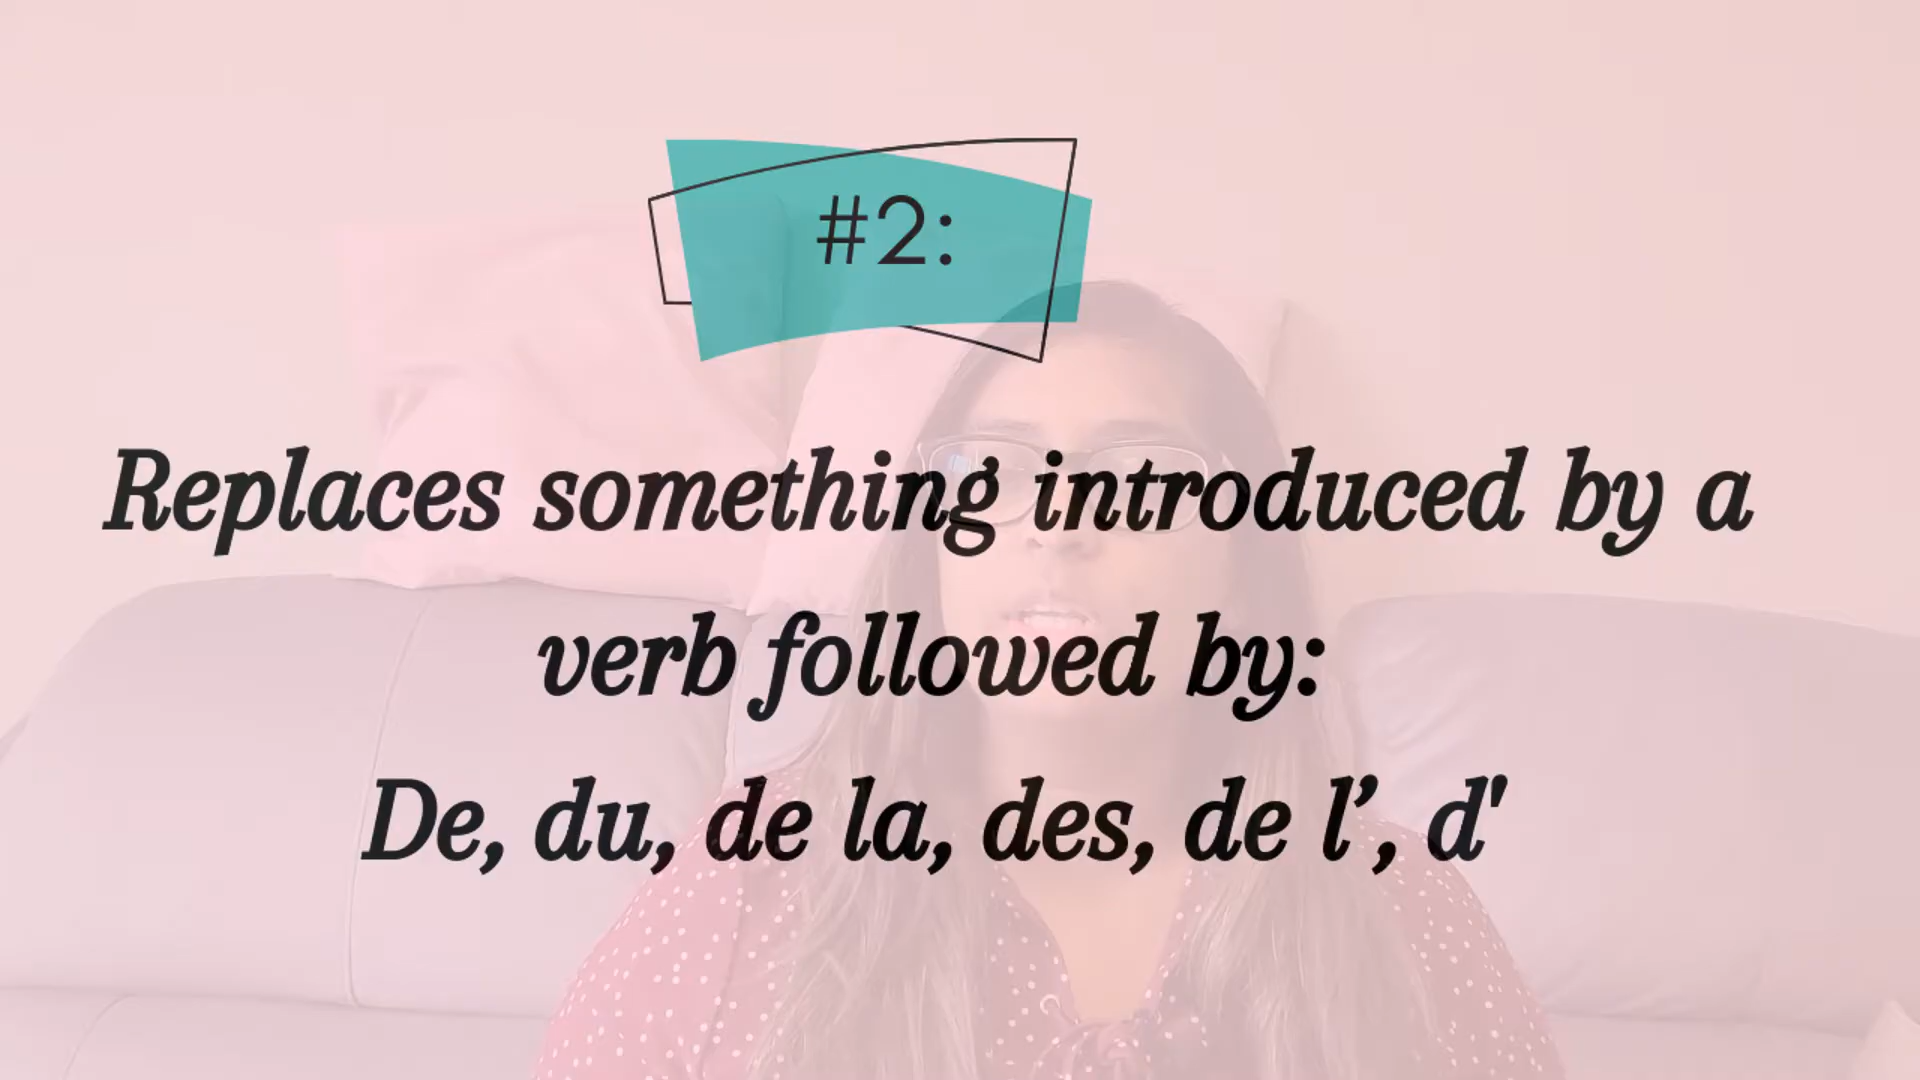 #2:
Replaces something introduced by a
verb followed by:
De, du, de la, des, de l’, d'